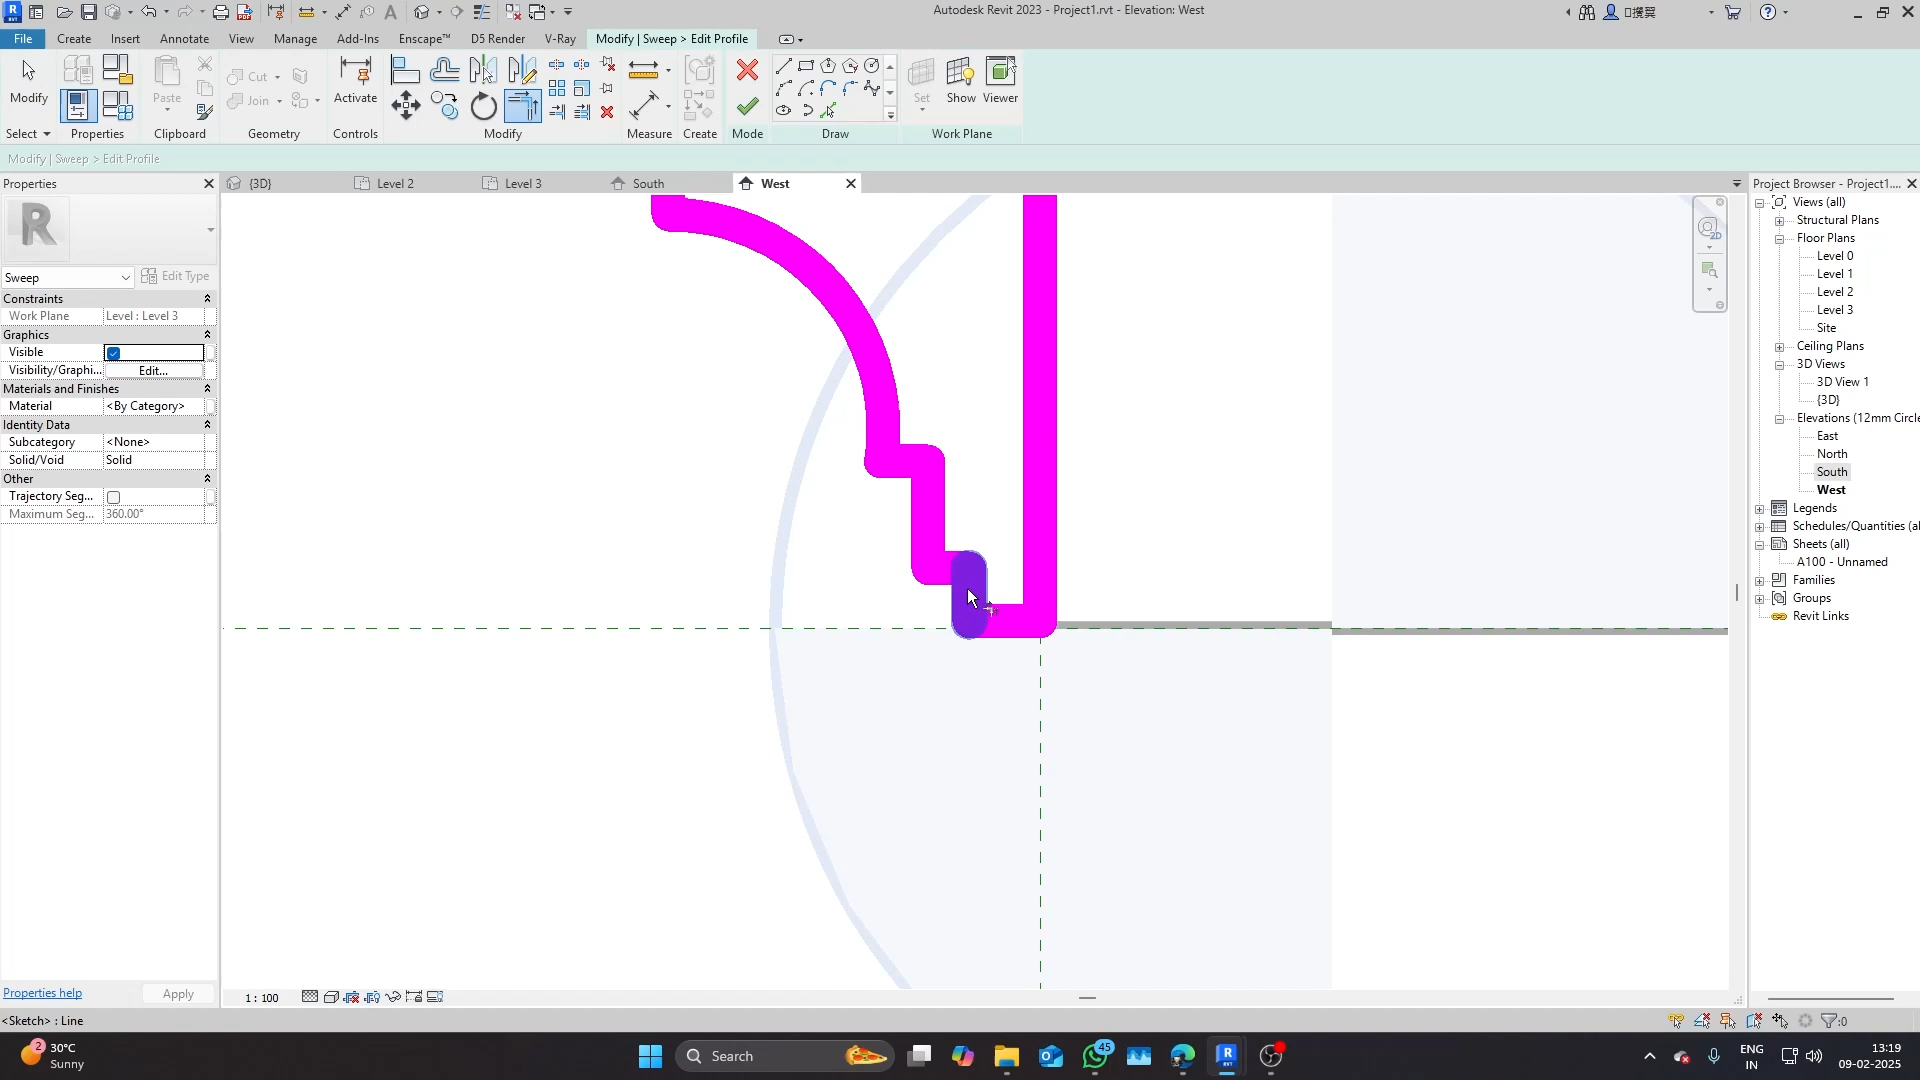 Autodesk Revit 2023 - Project1.rvt - Elevation: West
File Create Insert Architectural Annotate View Manage Add-Ins Enscape™ D5 Render V-Ray Modify | Sweep > Edit Profile
Modify Paste Cut Join Activate Set Show Viewer
Select Properties Clipboard Geometry Controls Modify Measure Create Mode Draw Work Plane
Modify | Sweep > Edit Profile
Properties
{3D}
Level 2
Level 3
South
West
Project Browser - Project1....
Sweep
Edit Type
Constraints
Work Plane Level : Level 3
Graphics
Visible
Visibility/Graphi... Edit...
Materials and Finishes
Material <By Category>
Identity Data
Subcategory <None>
Solid/Void Solid
Other
Trajectory Seg...
Maximum Seg... 360.00°
Properties help
Apply
2D
Views (all)
Structural Plans
Floor Plans
Level 0
Level 1
Level 2
Level 3
Site
Ceiling Plans
3D Views
3D View 1
{3D}
Elevations (12mm Circle
East
North
South
West
Legends
Schedules/Quantities (al
Sheets (all)
A100 - Unnamed
Families
Groups
Revit Links
1 : 100
<Sketch> : Line
:0
2
30°C
Sunny
Search
45
ENG
IN
13:19
09-02-2025